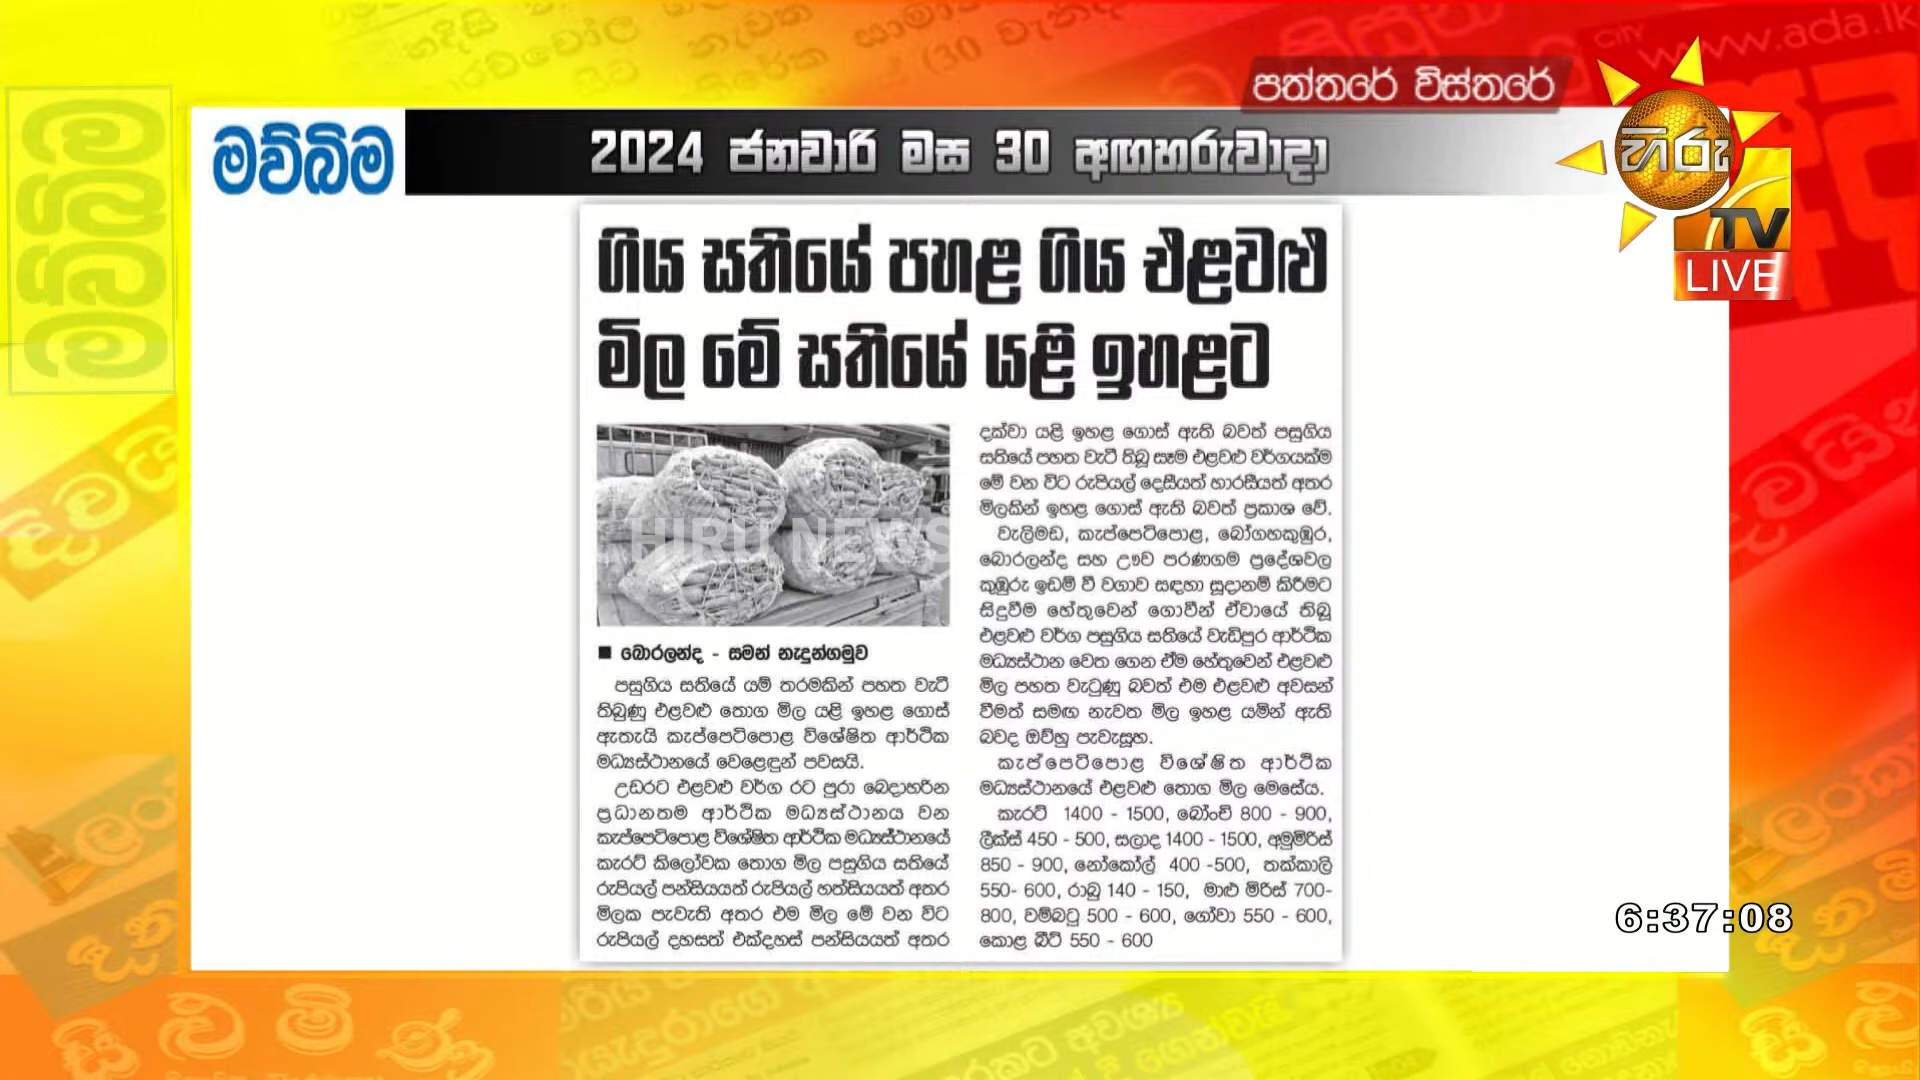 පත්තරේ විස්තරේ
හිරු
TV
LIVE
මව්බිම
2024 ජනවාරි මස 30 අඟහරුවාදා
ගිය සතියේ පහළ ගිය එළවළු
මිල මේ සතියේ යළි ඉහළට
HIRU NEWS
■ බොරලන්ද - සමන් නැදුන්ගමුව
පසුගිය සතියේ යම් තරමකින් පහත වැටී
තිබුණු එළවළු තොග මිල යළි ඉහළ ගොස්
ඇතැයි කැප්පෙටිපොළ විශේෂිත ආර්ථික
මධ්‍යස්ථානයේ වෙළෙඳුන් පවසයි.
උඩරට එළවළු වර්ග රට පුරා බෙදාහරින
ප්‍රධානතම ආර්ථික මධ්‍යස්ථානය වන
කැප්පෙටිපොළ විශේෂිත ආර්ථික මධ්‍යස්ථානයේ
කැරට් කිලෝවක තොග මිල පසුගිය සතියේ
රුපියල් පන්සියයත් රුපියල් හත්සියයත් අතර
මිලක පැවැති අතර එම මිල මේ වන විට
රුපියල් දහසත් එක්දහස් පන්සියයත් අතර
දක්වා යළි ඉහළ ගොස් ඇති බවත් පසුගිය
සතියේ පහත වැටී තිබූ සෑම එළවළු වර්ගයක්ම
මේ වන විට රුපියල් දෙසීයත් හාරසීයත් අතර
මිලකින් ඉහළ ගොස් ඇති බවත් ප්‍රකාශ වේ.
වැලිමඩ, කැප්පෙටිපොළ, බෝගහකුඹුර,
බොරලන්ද සහ ඌව පරණගම ප්‍රදේශවල
කුඹුරු ඉඩම් වී වගාව සඳහා සූදානම් කිරීමට
සිදුවීම හේතුවෙන් ගොවීන් ඒවායේ තිබූ
එළවළු වර්ග පසුගිය සතියේ වැඩිපුර ආර්ථික
මධ්‍යස්ථාන වෙත ගෙන ඒම හේතුවෙන් එළවළු
මිල පහත වැටුණු බවත් එම එළවළු අවසන්
වීමත් සමඟ නැවත මිල ඉහළ යමින් ඇති
බවද ඔව්හු පැවැසූහ.
කැප්පෙටිපොළ විශේෂිත ආර්ථික
මධ්‍යස්ථානයේ එළවළු තොග මිල මෙසේය.
කැරට් 1400 - 1500, බෝංචි 800 - 900,
ලීක්ස් 450 - 500, සලාද 1400 - 1500, අමුමිරිස්
850 - 900, නෝකෝල් 400 -500, තක්කාලි
550- 600, රාබු 140 - 150, මාළු මිරිස් 700-
800, වම්බටු 500 - 600, ගෝවා 550 - 600,
කොළ බීට් 550 - 600
6:37:08